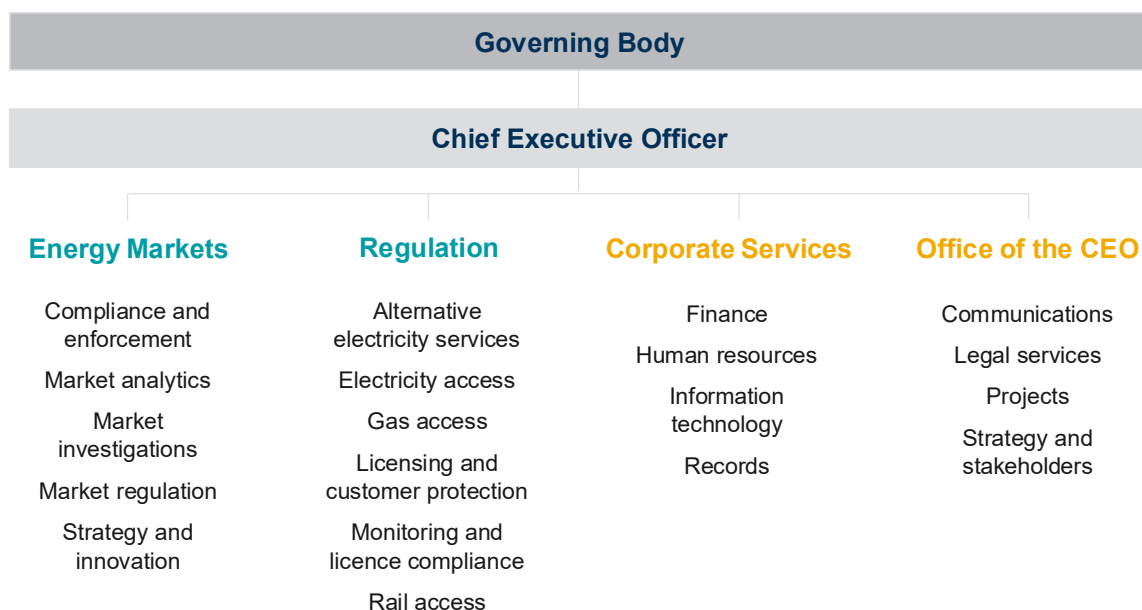 Governing Body
Chief Executive Officer
Energy Markets
Compliance and
enforcement
Market analytics
Market
investigations
Market regulation
Strategy and
innovation
Regulation
Alternative
electricity services
Electricity access
Gas access
Licensing and
customer protection
Monitoring and
licence compliance
Rail access
Corporate Services
Finance
Human resources
Information
technology
Records
Office of the CEO
Communications
Legal services
Projects
Strategy and
stakeholders